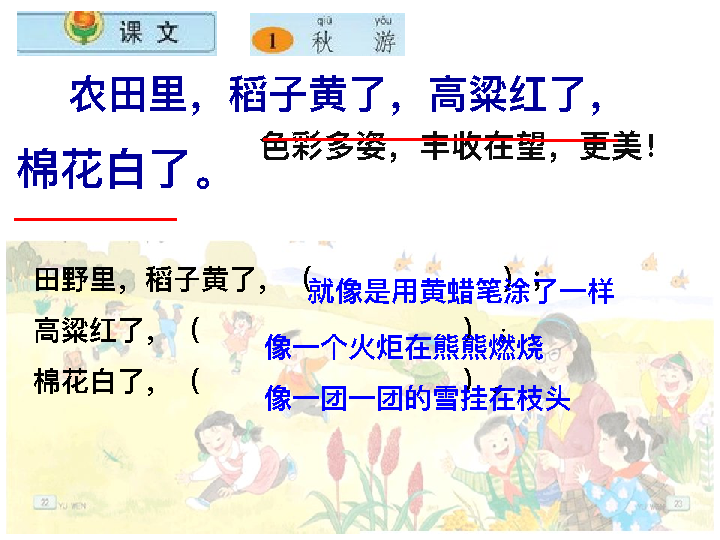 课 文
qiū yóu
1 秋 游
农田里，稻子黄了，高粱红了，
色彩多姿，丰收在望，更美！
棉花白了。
田野里，稻子黄了，（就像是用黄蜡笔涂了一样）；
高粱红了，（像一个火炬在熊熊燃烧）；
棉花白了，（像一团一团的雪挂在枝头）。
22 YU WEN
YU WEN 23